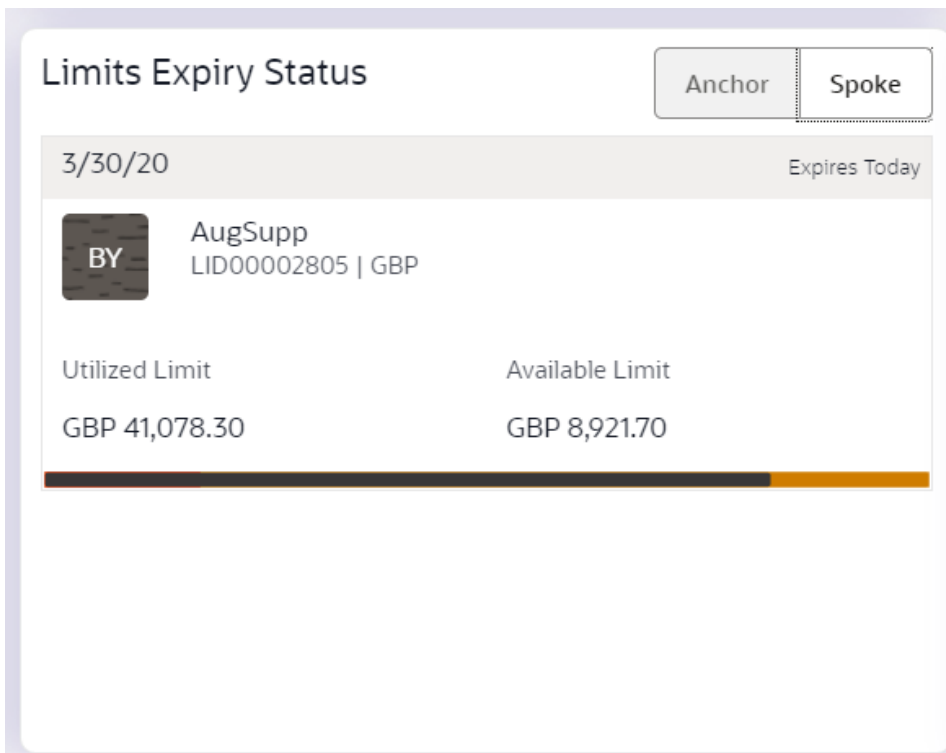 Limits Expiry Status
Anchor
Spoke
3/30/20
Expires Today
BY
AugSupp
LID00002805 | GBP
Utilized Limit
Available Limit
GBP 41,078.30
GBP 8,921.70